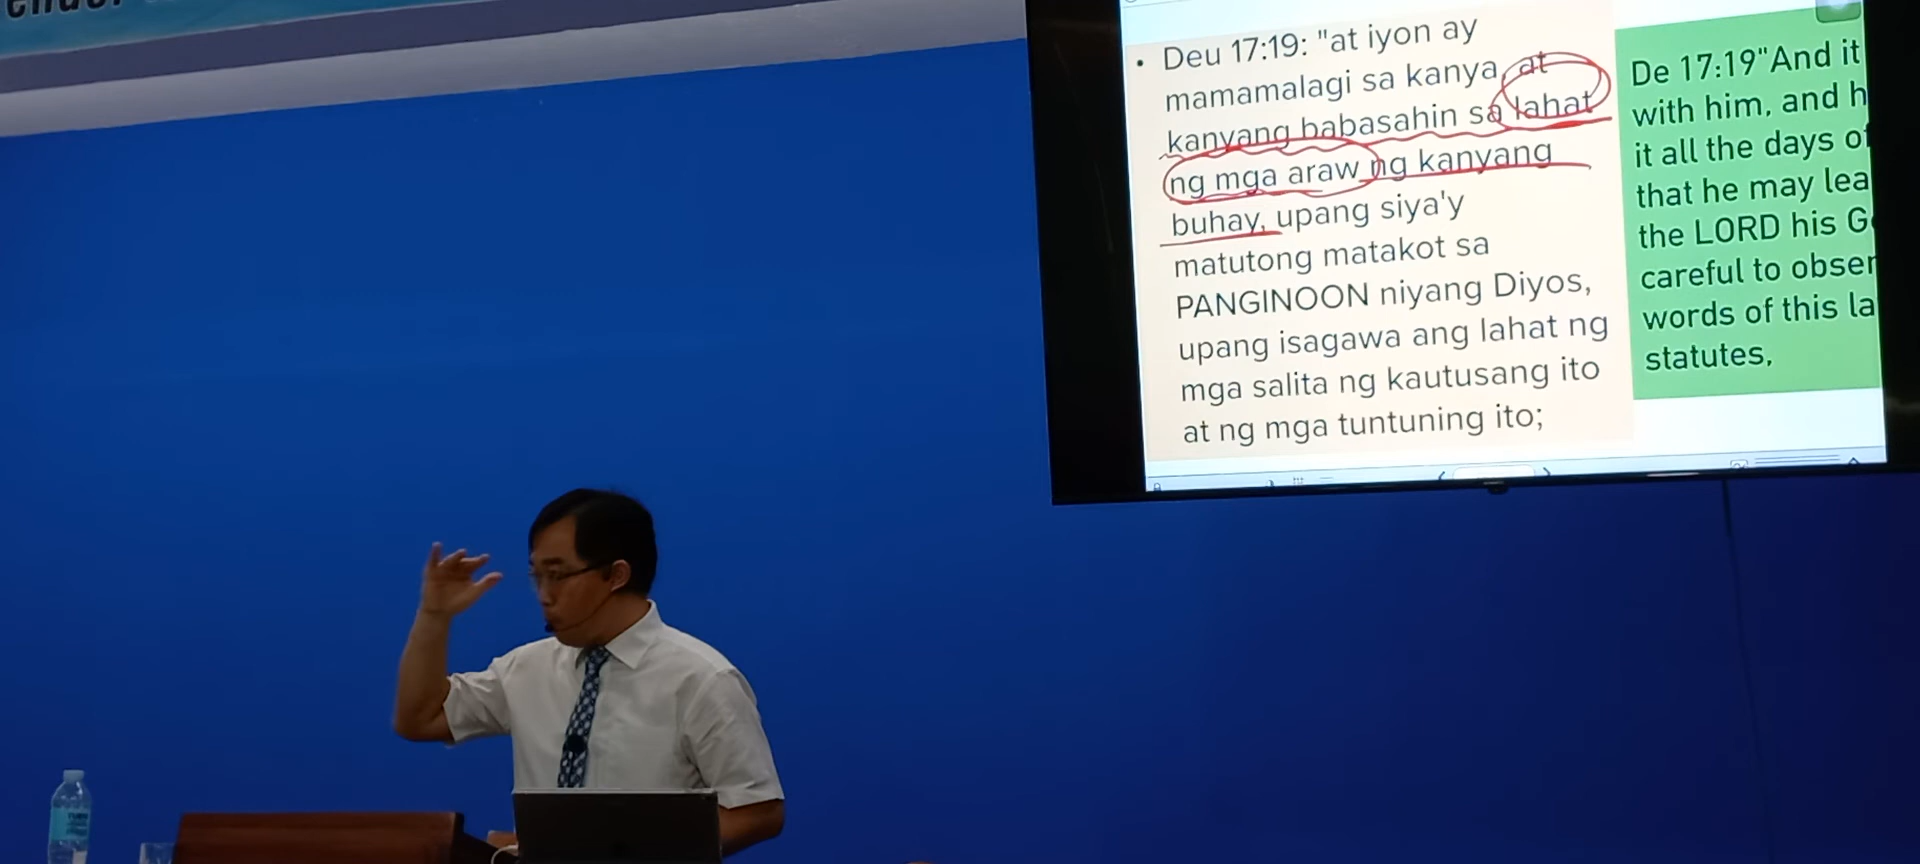 • Deu 17:19: "at iyon ay
mamamalagi sa kanya, at
kanyang babasahin sa lahat
ng mga araw ng kanyang
buhay, upang siya'y
matutong matakot sa
PANGINOON niyang Diyos,
upang isagawa ang lahat ng
mga salita ng kautusang ito
at ng mga tuntuning ito;
De 17:19"And it
with him, and h
it all the days of
that he may lea
the LORD his G
careful to obser
words of this la
statutes,